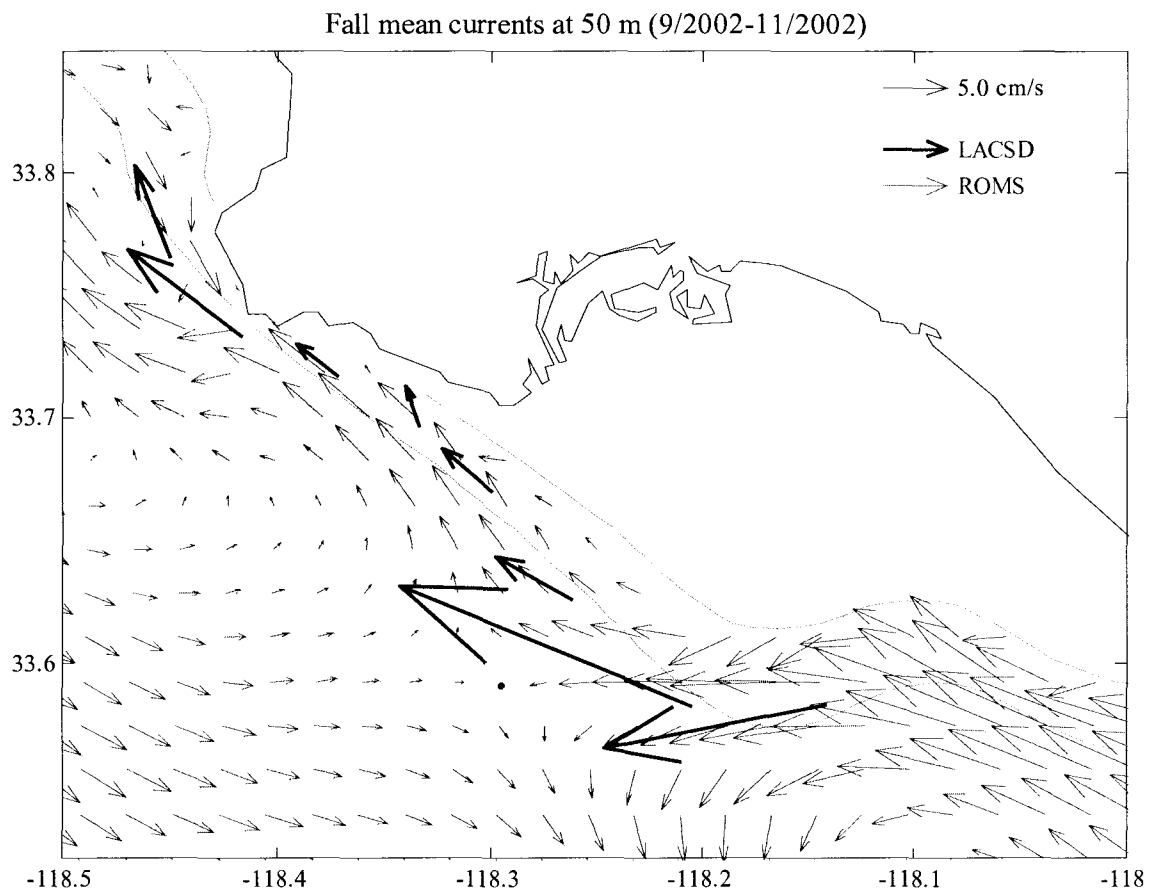 Fall mean currents at 50 m (9/2002-11/2002)
5.0 cm/s
LACSD
ROMS
33.8
33.7
33.6
-118.5
-118.4
-118.3
-118.2
-118.1
-118